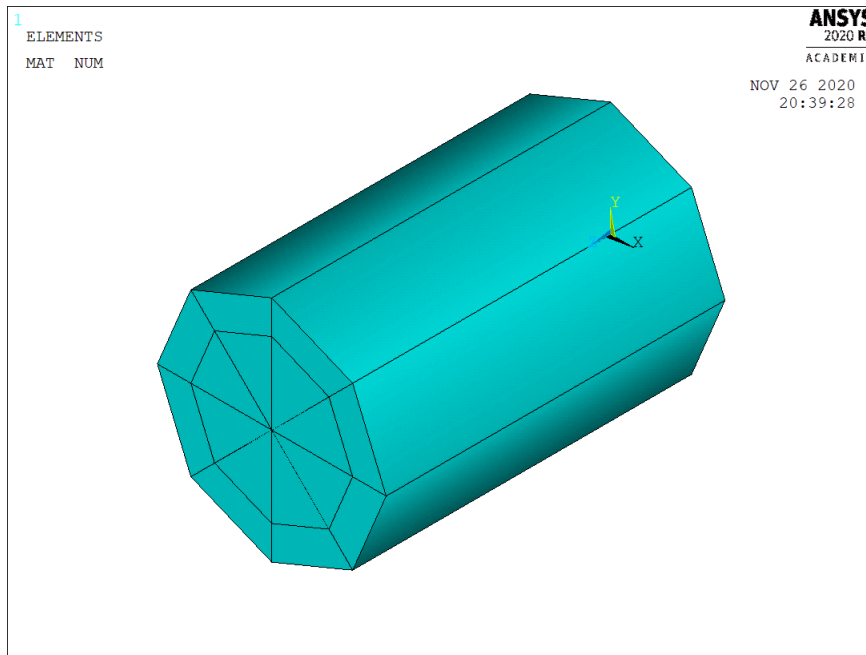 1
ELEMENTS
MAT NUM
ANSYS
2020 R
ACADEMI
NOV 26 2020
20:39:28
Y
X